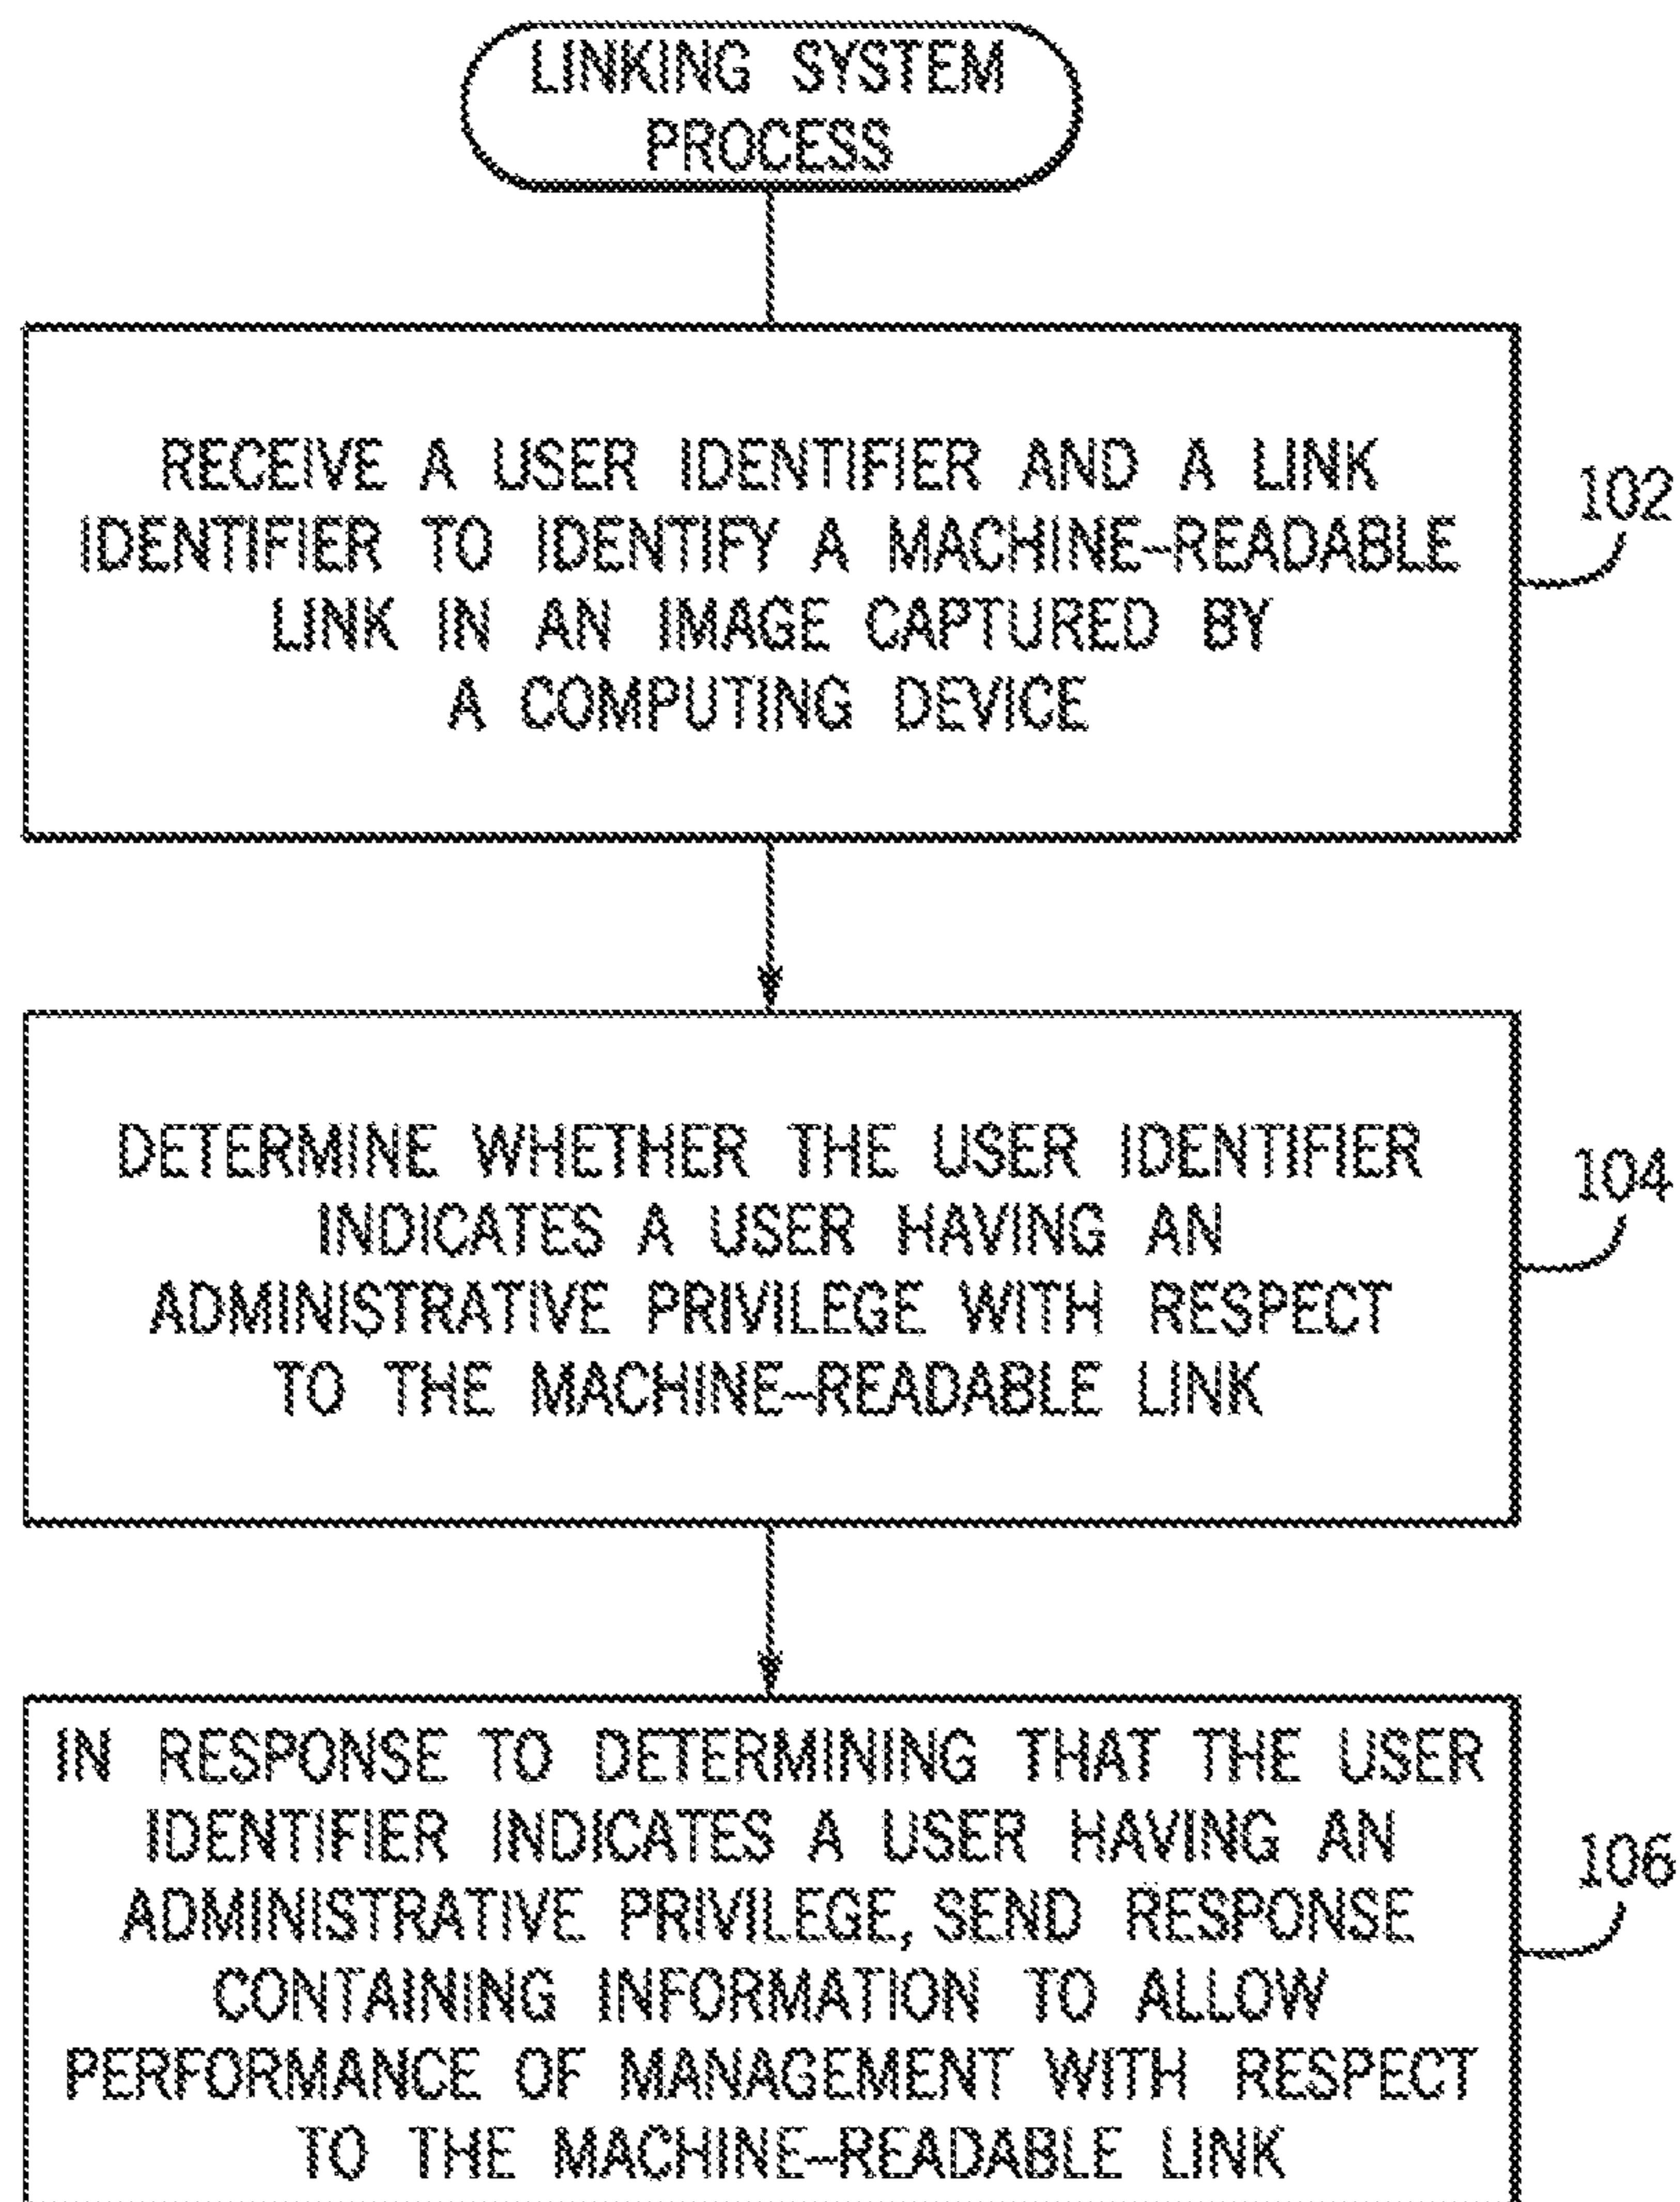 LINKING SYSTEM
PROCESS
RECEIVE A USER IDENTIFIER AND A LINK
IDENTIFIER TO IDENTIFY A MACHINE-READABLE
LINK IN AN IMAGE CAPTURED BY
A COMPUTING DEVICE
102
DETERMINE WHETHER THE USER IDENTIFIER
INDICATES A USER HAVING AN
ADMINISTRATIVE PRIVILEGE WITH RESPECT
TO THE MACHINE-READABLE LINK
104
IN RESPONSE TO DETERMINING THAT THE USER
IDENTIFIER INDICATES A USER HAVING AN
ADMINISTRATIVE PRIVILEGE, SEND RESPONSE
CONTAINING INFORMATION TO ALLOW
PERFORMANCE OF MANAGEMENT WITH RESPECT
TO THE MACHINE-READABLE LINK
106